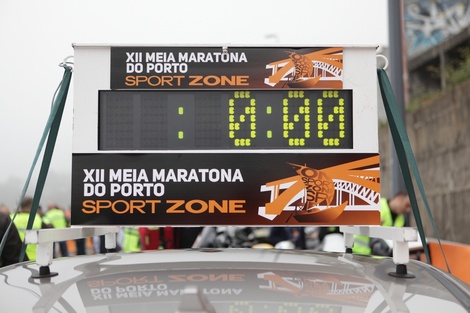 XII MEIA MARATONA
DO PORTO
SPORT ZONE
: 0:00
XII MEIA MARATONA
DO PORTO
SPORT ZONE